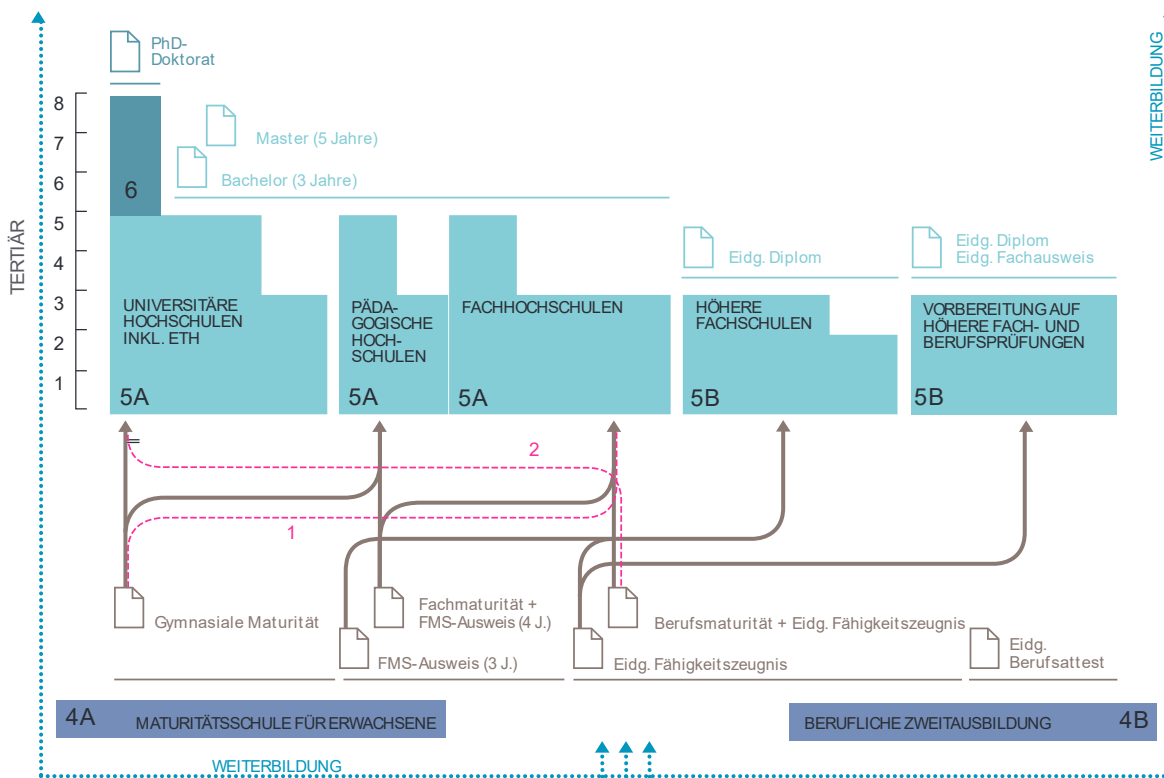 PhD-
Doktorat
WEITERBILDUNG
8
7
6
5
4
3
2
1
TERTIÄR
Master (5 Jahre)
Bachelor (3 Jahre)
6
Eidg. Diplom
Eidg. Diplom
Eidg. Fachausweis
UNIVERSITÄRE
HOCHSCHULEN
INKL. ETH
5A
PÄDA-
GOGISCHE
HOCH-
SCHULEN
5A
FACHHOCHSCHULEN
5A
HÖHERE
FACHSCHULEN
5B
VORBEREITUNG AUF
HÖHERE FACH- UND
BERUFSPRÜFUNGEN
5B
=
2
1
Gymnasiale Maturität
Fachmaturität +
FMS-Ausweis (4 J.)
Berufsmaturität + Eidg. Fähigkeitszeugnis
FMS-Ausweis (3 J.)
Eidg. Fähigkeitszeugnis
Eidg.
Berufsattest
4A MATURITÄTSSCHULE FÜR ERWACHSENE
BERUFLICHE ZWEITAUSBILDUNG 4B
WEITERBILDUNG